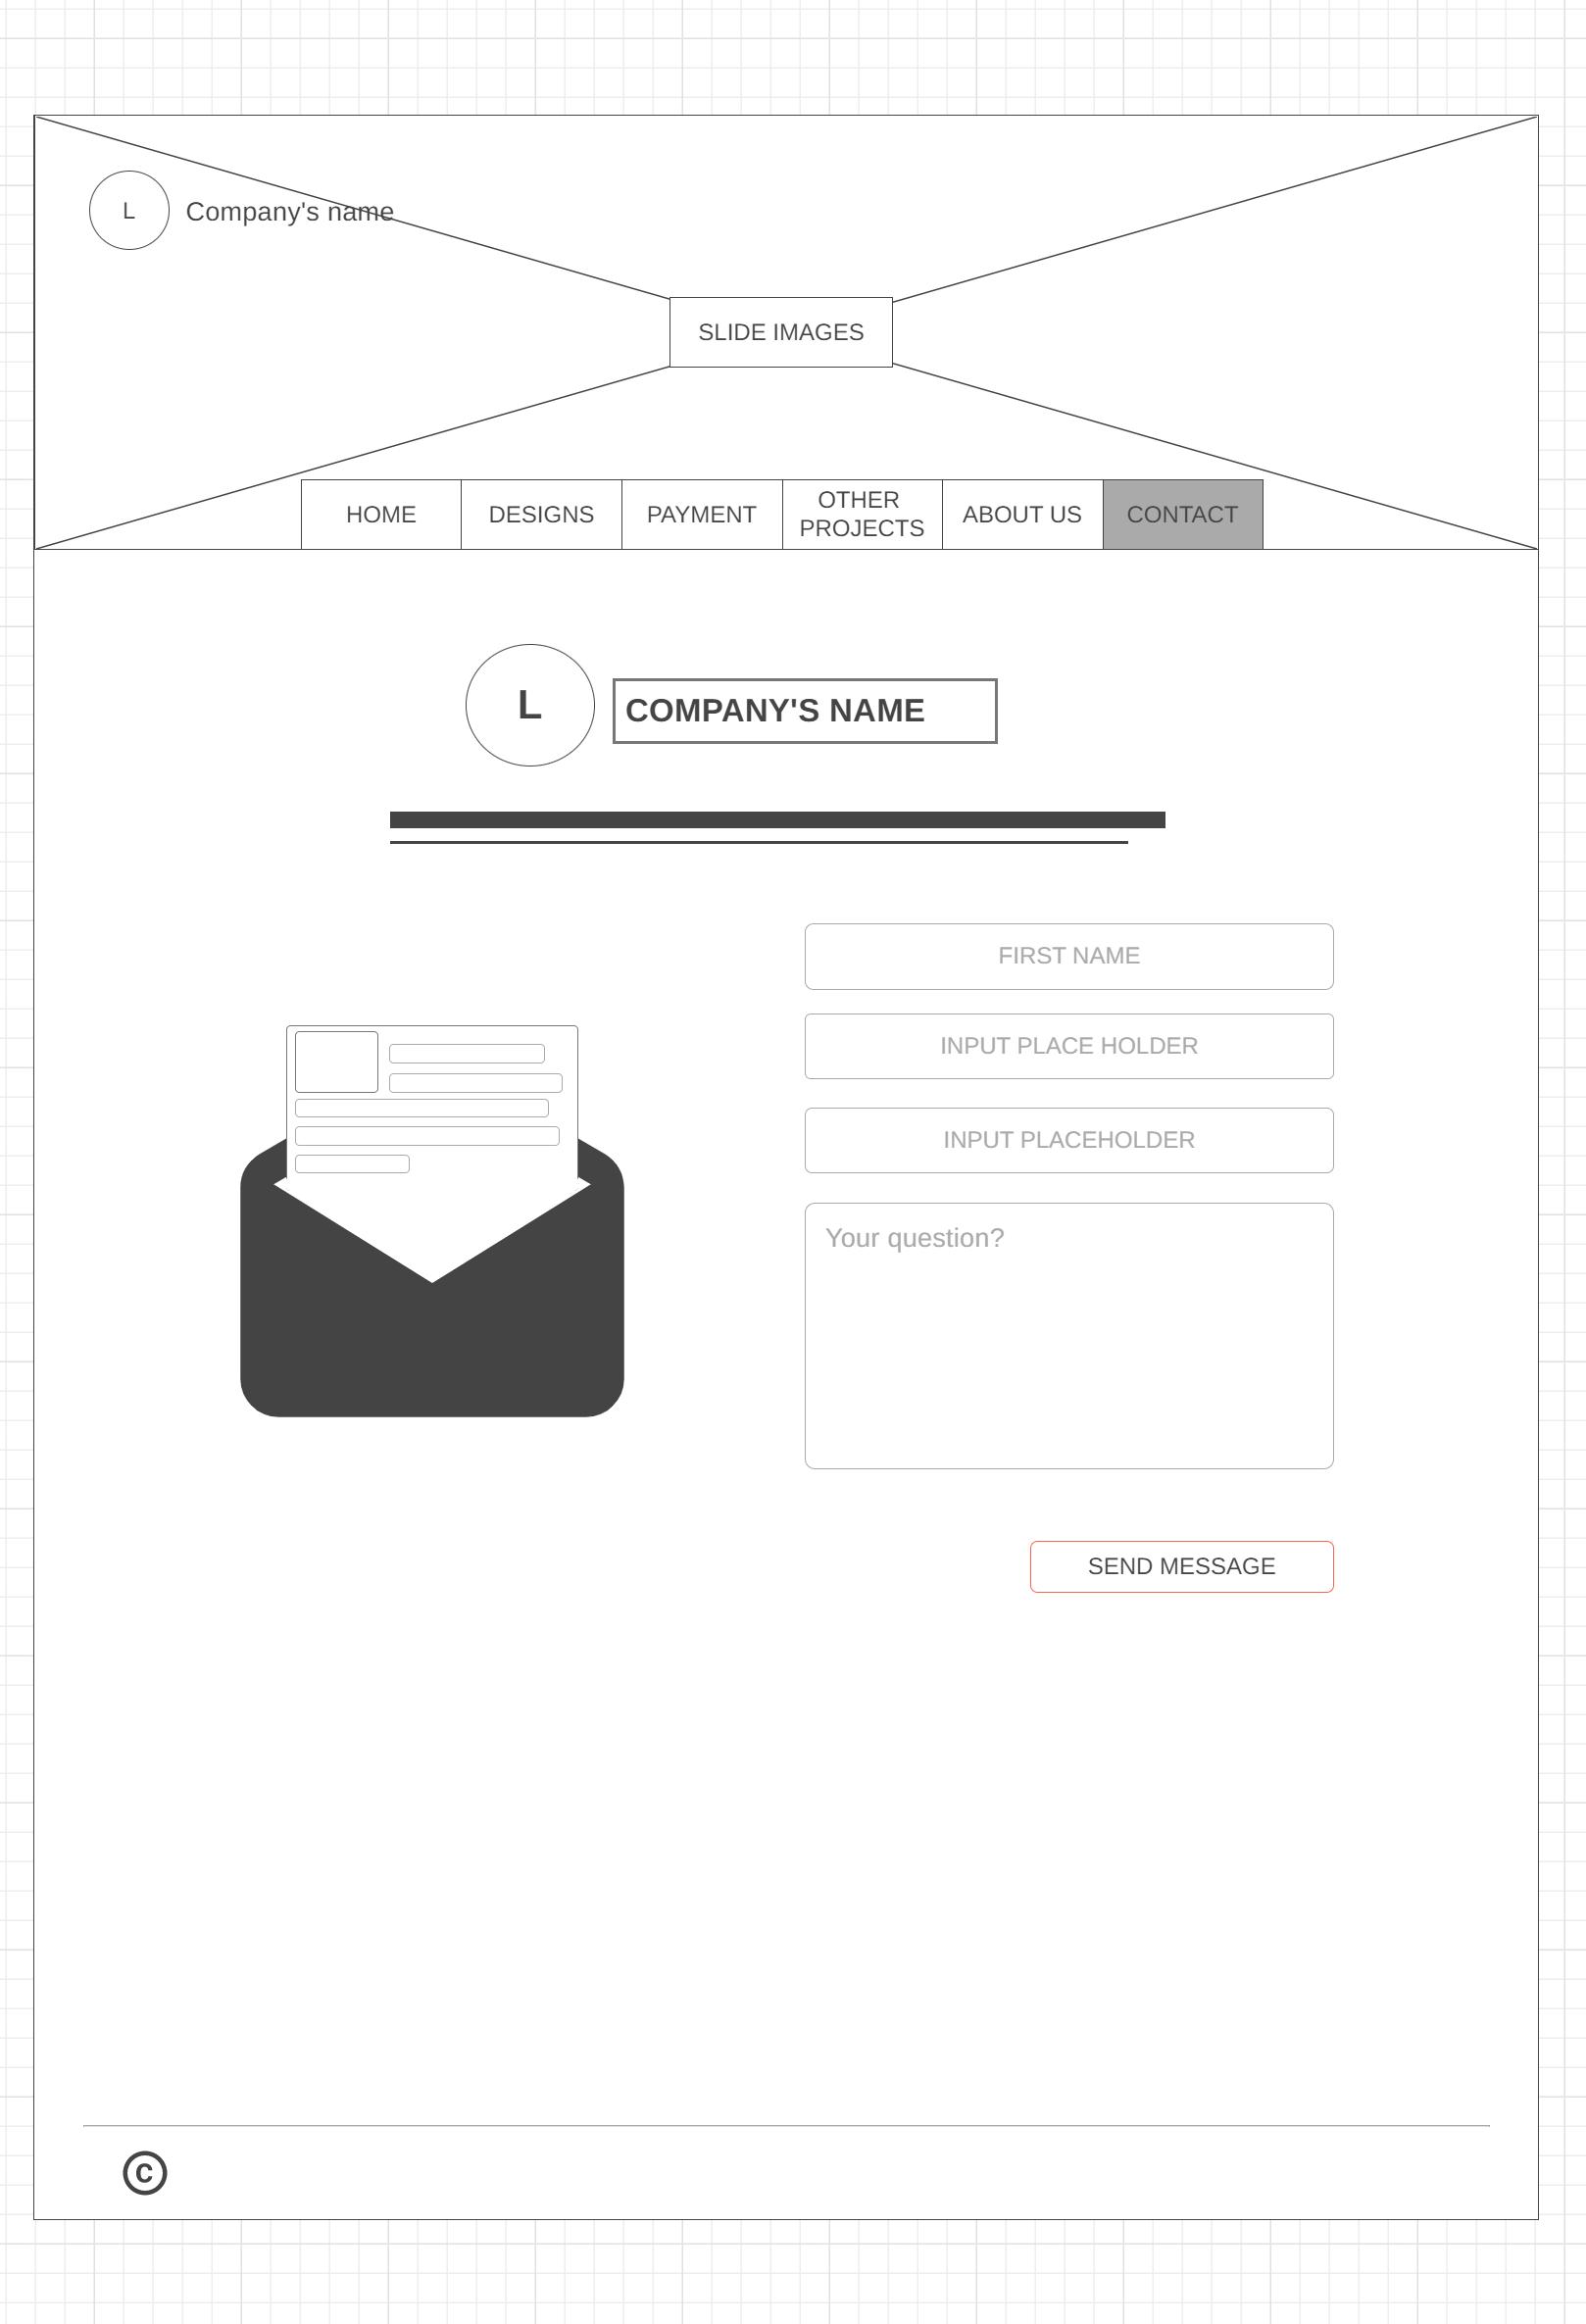 L
Company's name
SLIDE IMAGES
HOME
DESIGNS
PAYMENT
OTHER
PROJECTS
ABOUT US
CONTACT
L
COMPANY'S NAME
FIRST NAME
INPUT PLACE HOLDER
INPUT PLACEHOLDER
Your question?
SEND MESSAGE
©